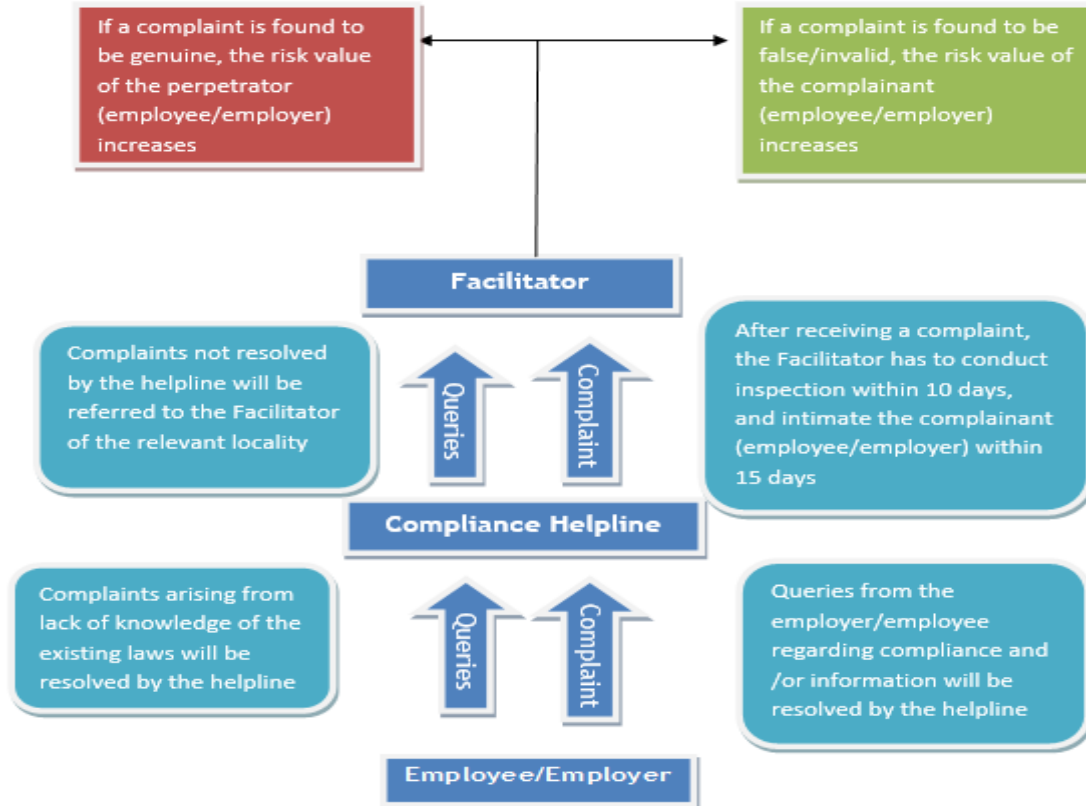 If a complaint is found to
be genuine, the risk value
of the perpetrator
(employee/employer)
increases
If a complaint is found to be
false/invalid, the risk value of
the complainant
(employee/employer)
increases
Facilitator
Complaints not resolved
by the helpline will be
referred to the Facilitator
of the relevant locality
Queries
Complaint
After receiving a complaint,
the Facilitator has to conduct
inspection within 10 days,
and intimate the complainant
(employee/employer) within
15 days
Compliance Helpline
Complaints arising from
lack of knowledge of the
existing laws will be
resolved by the helpline
Queries
Complaint
Queries from the
employer/employee
regarding compliance and
/or information will be
resolved by the helpline
Employee/Employer